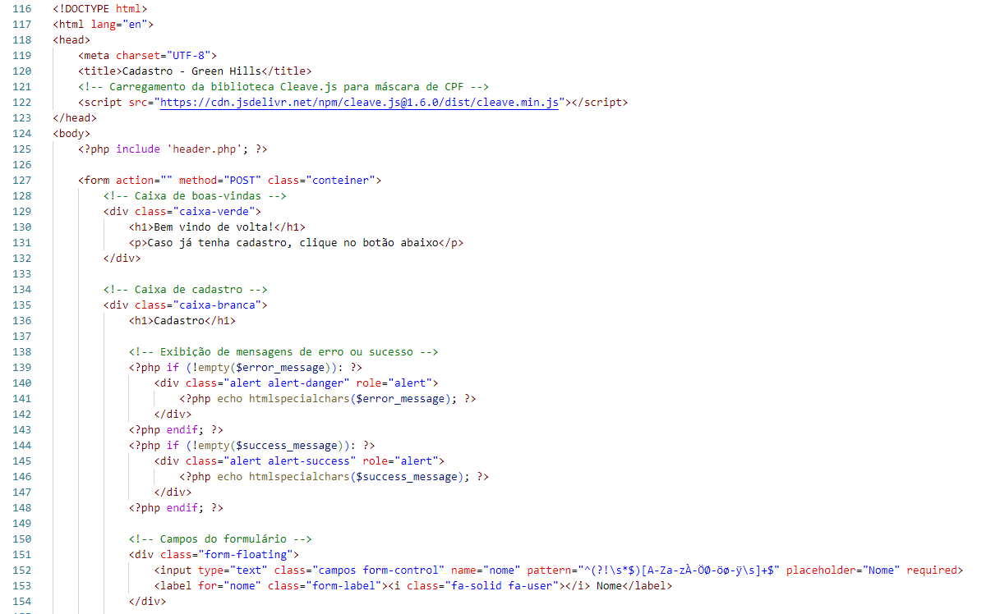 116 <!DOCTYPE html>
117 <html lang="en">
118 <head>
119 <meta charset="UTF-8">
120 <title>Cadastro - Green Hills</title>
121 <!-- Carregamento da biblioteca Cleave.js para máscara de CPF -->
122 <script src="https://cdn.jsdelivr.net/npm/cleave.js@1.6.0/dist/cleave.min.js"></script>
123 </head>
124 <body>
125 <?php include 'header.php'; ?>
126
127 <form action="" method="POST" class="conteiner">
128 <!-- Caixa de boas-vindas -->
129 <div class="caixa-verde">
130 <h1>Bem vindo de volta!</h1>
131 <p>Caso já tenha cadastro, clique no botão abaixo</p>
132 </div>
133
134 <!-- Caixa de cadastro -->
135 <div class="caixa-branca">
136 <h1>Cadastro</h1>
137
138 <!-- Exibição de mensagens de erro ou sucesso -->
139 <?php if (!empty($error_message)): ?>
140 <div class="alert alert-danger" role="alert">
141 <?php echo htmlspecialchars($error_message); ?>
142 </div>
143 <?php endif; ?>
144 <?php if (!empty($success_message)): ?>
145 <div class="alert alert-success" role="alert">
146 <?php echo htmlspecialchars($success_message); ?>
147 </div>
148 <?php endif; ?>
149
150 <!-- Campos do formulário -->
151 <div class="form-floating">
152 <input type="text" class="campos form-control" name="nome" pattern="^(?!\s*$)[A-Za-zÀ-ÖØ-öø-ÿ\s]+$" placeholder="Nome" required>
153 <label for="nome" class="form-label"><i class="fa-solid fa-user"></i> Nome</label>
154 </div>